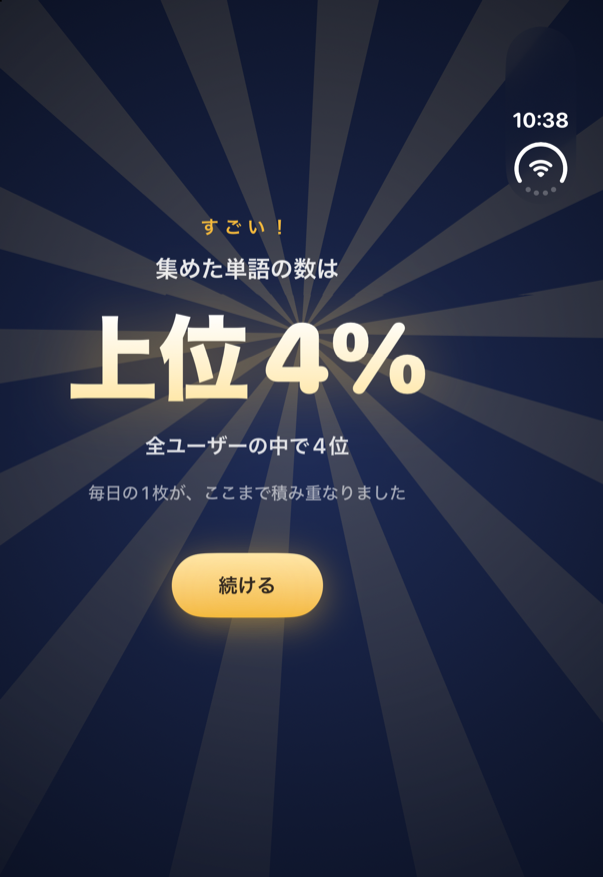 10:38
すごい！
集めた単語の数は
上位4%
全ユーザーの中で4位
毎日の1枚が、ここまで積み重なりました
続ける